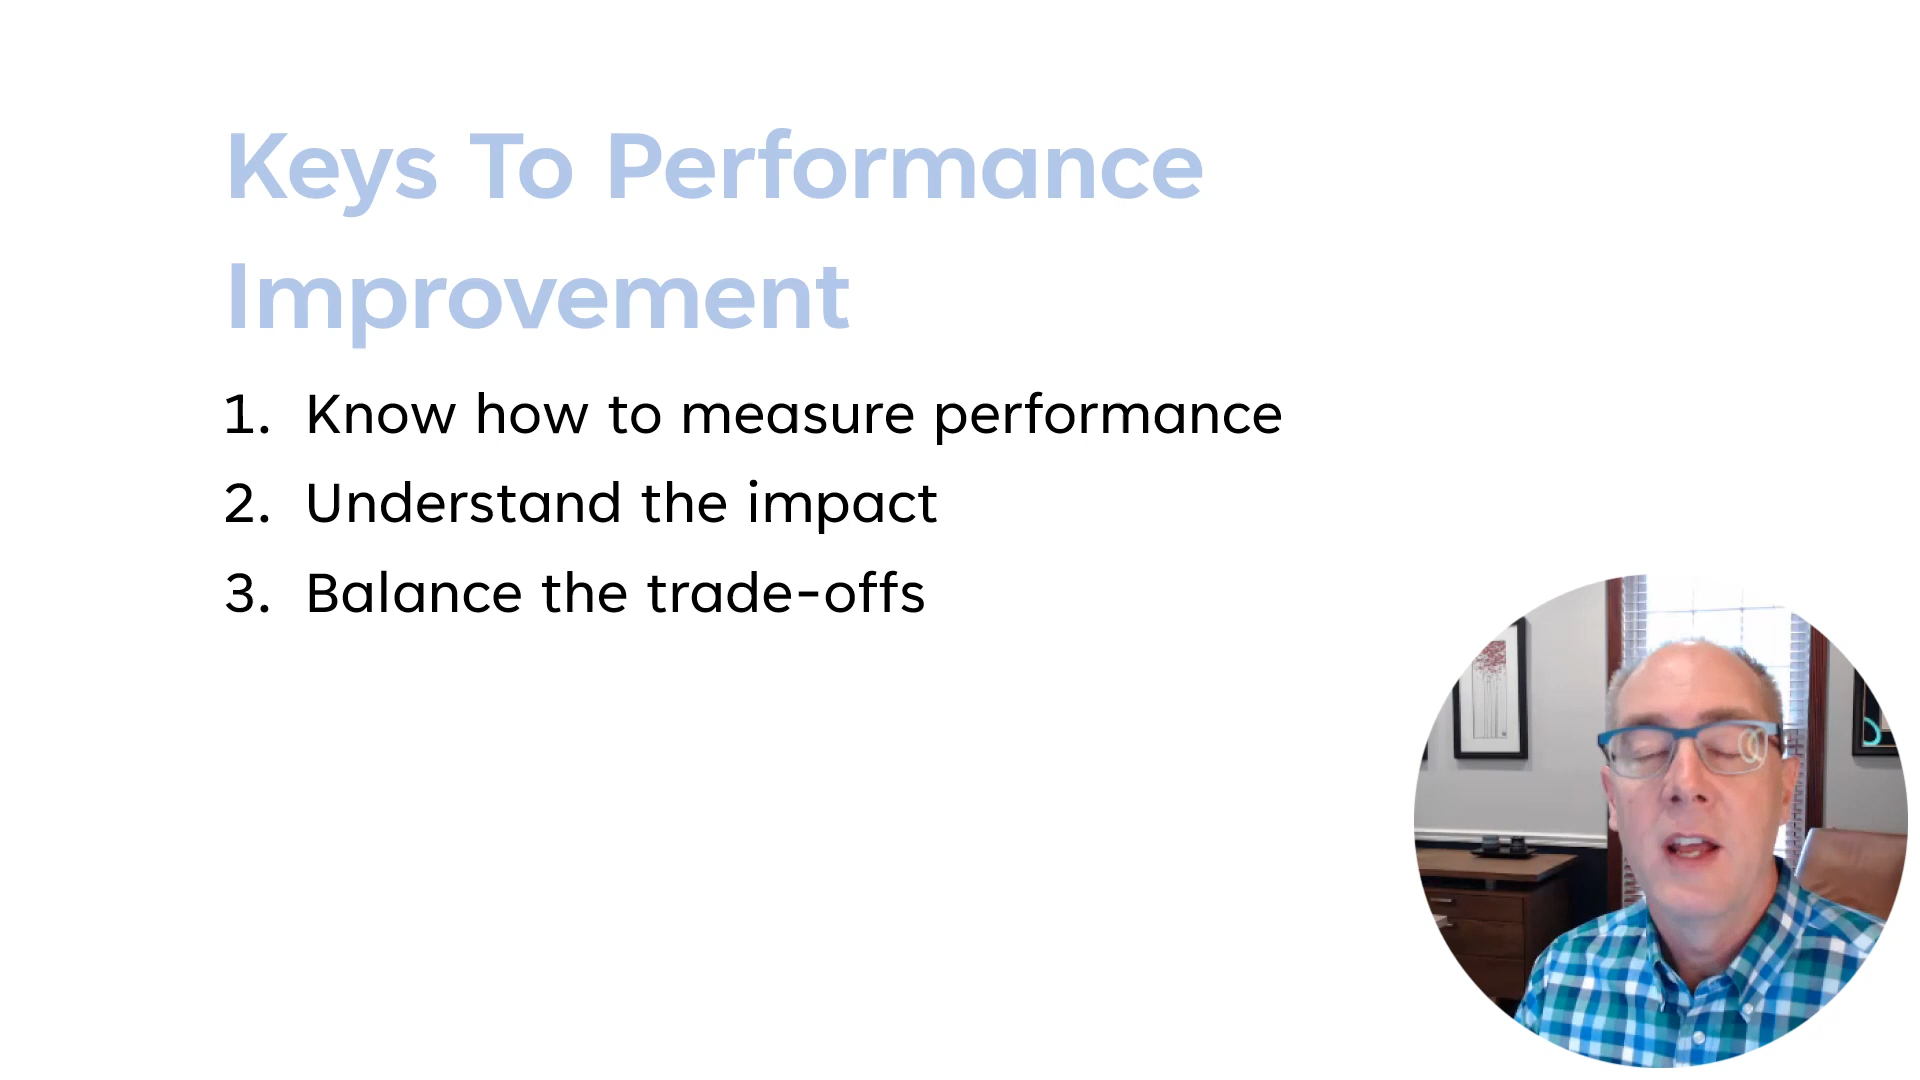 Keys To Performance
Improvement
1. Know how to measure performance
2. Understand the impact
3. Balance the trade-offs